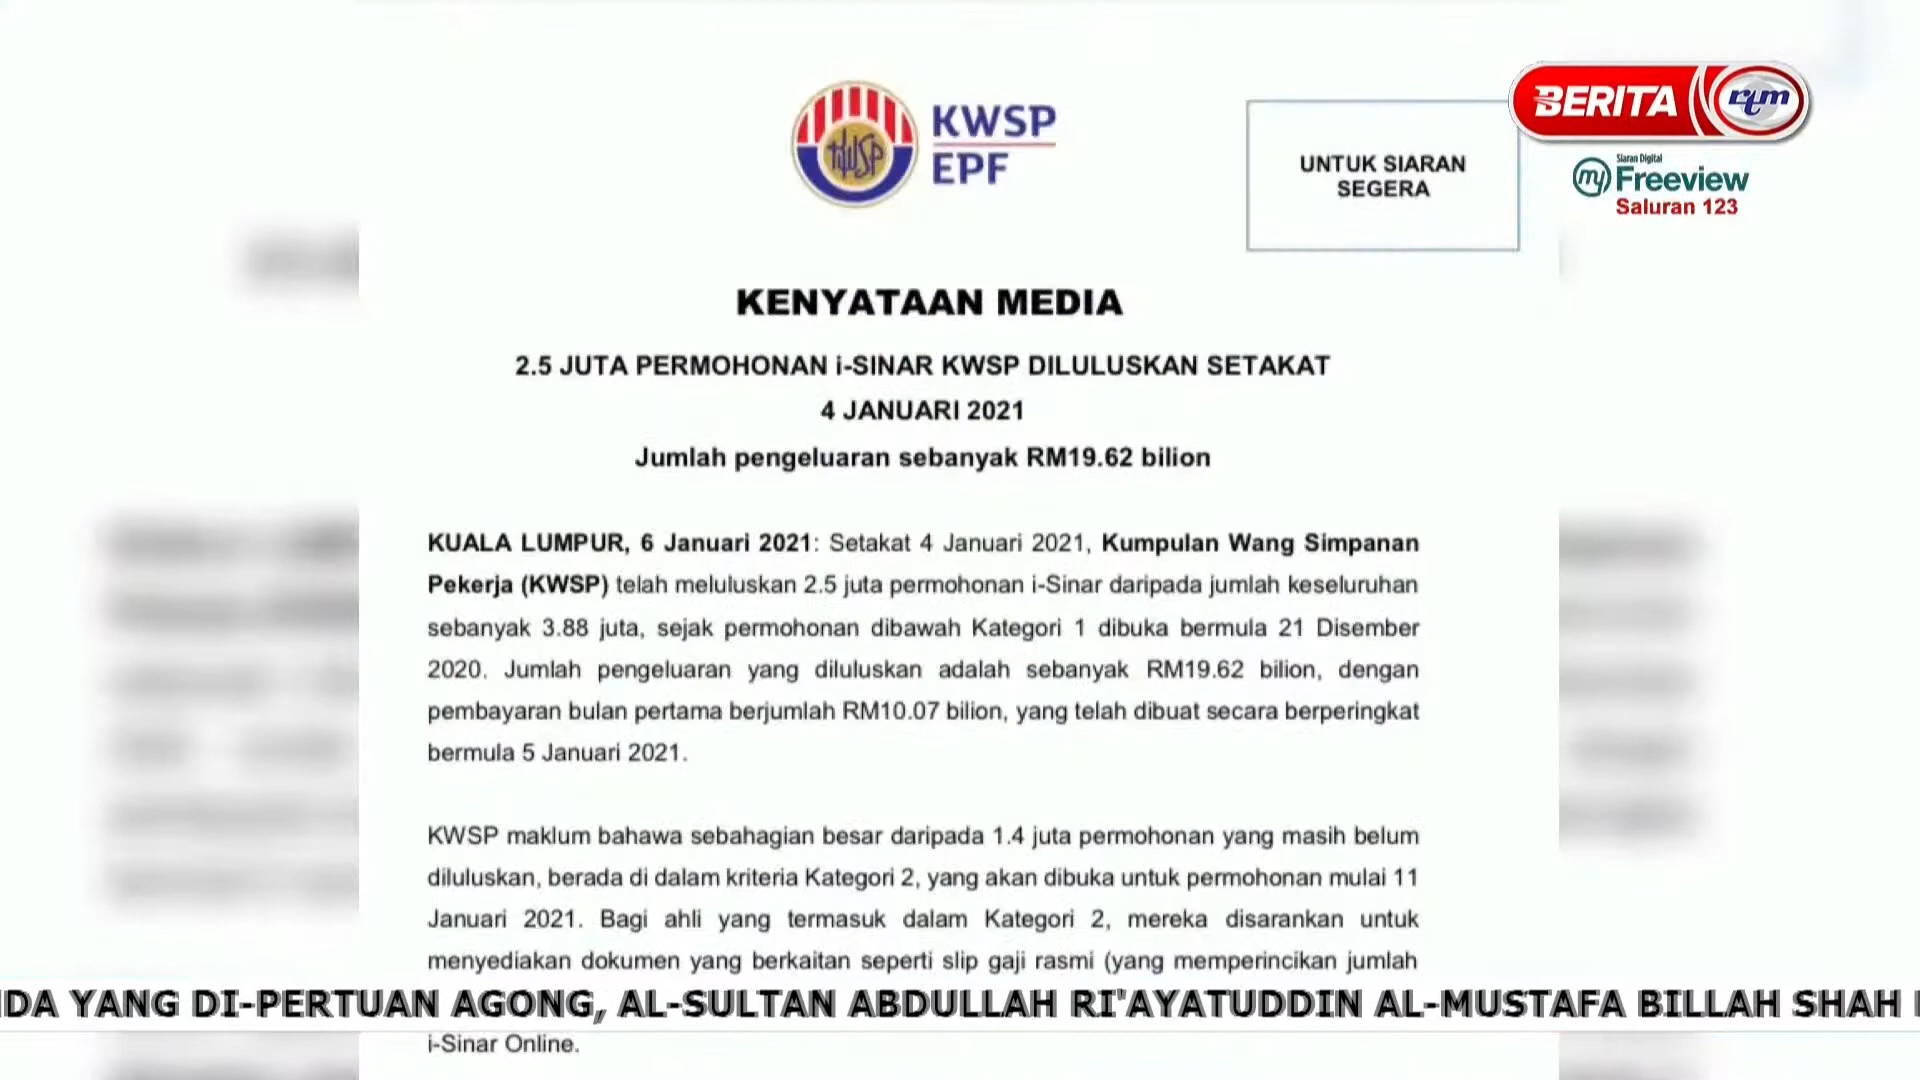 BERITA rtm
Siaran Digital
my Freeview
Saluran 123
KWSP
KWSP
EPF
UNTUK SIARAN
SEGERA
KENYATAAN MEDIA
2.5 JUTA PERMOHONAN i-SINAR KWSP DILULUSKAN SETAKAT
4 JANUARI 2021
Jumlah pengeluaran sebanyak RM19.62 bilion
KUALA LUMPUR, 6 Januari 2021: Setakat 4 Januari 2021, Kumpulan Wang Simpanan
Pekerja (KWSP) telah meluluskan 2.5 juta permohonan i-Sinar daripada jumlah keseluruhan
sebanyak 3.88 juta, sejak permohonan dibawah Kategori 1 dibuka bermula 21 Disember
2020. Jumlah pengeluaran yang diluluskan adalah sebanyak RM19.62 bilion, dengan
pembayaran bulan pertama berjumlah RM10.07 bilion, yang telah dibuat secara berperingkat
bermula 5 Januari 2021.
KWSP maklum bahawa sebahagian besar daripada 1.4 juta permohonan yang masih belum
diluluskan, berada di dalam kriteria Kategori 2, yang akan dibuka untuk permohonan mulai 11
Januari 2021. Bagi ahli yang termasuk dalam Kategori 2, mereka disarankan untuk
menyediakan dokumen yang berkaitan seperti slip gaji rasmi (yang memperincikan jumlah
YANG DI-PERTUAN AGONG, AL-SULTAN ABDULLAH RI'AYATUDDIN AL-MUSTAFA BILLAH SHAH
i-Sinar Online.